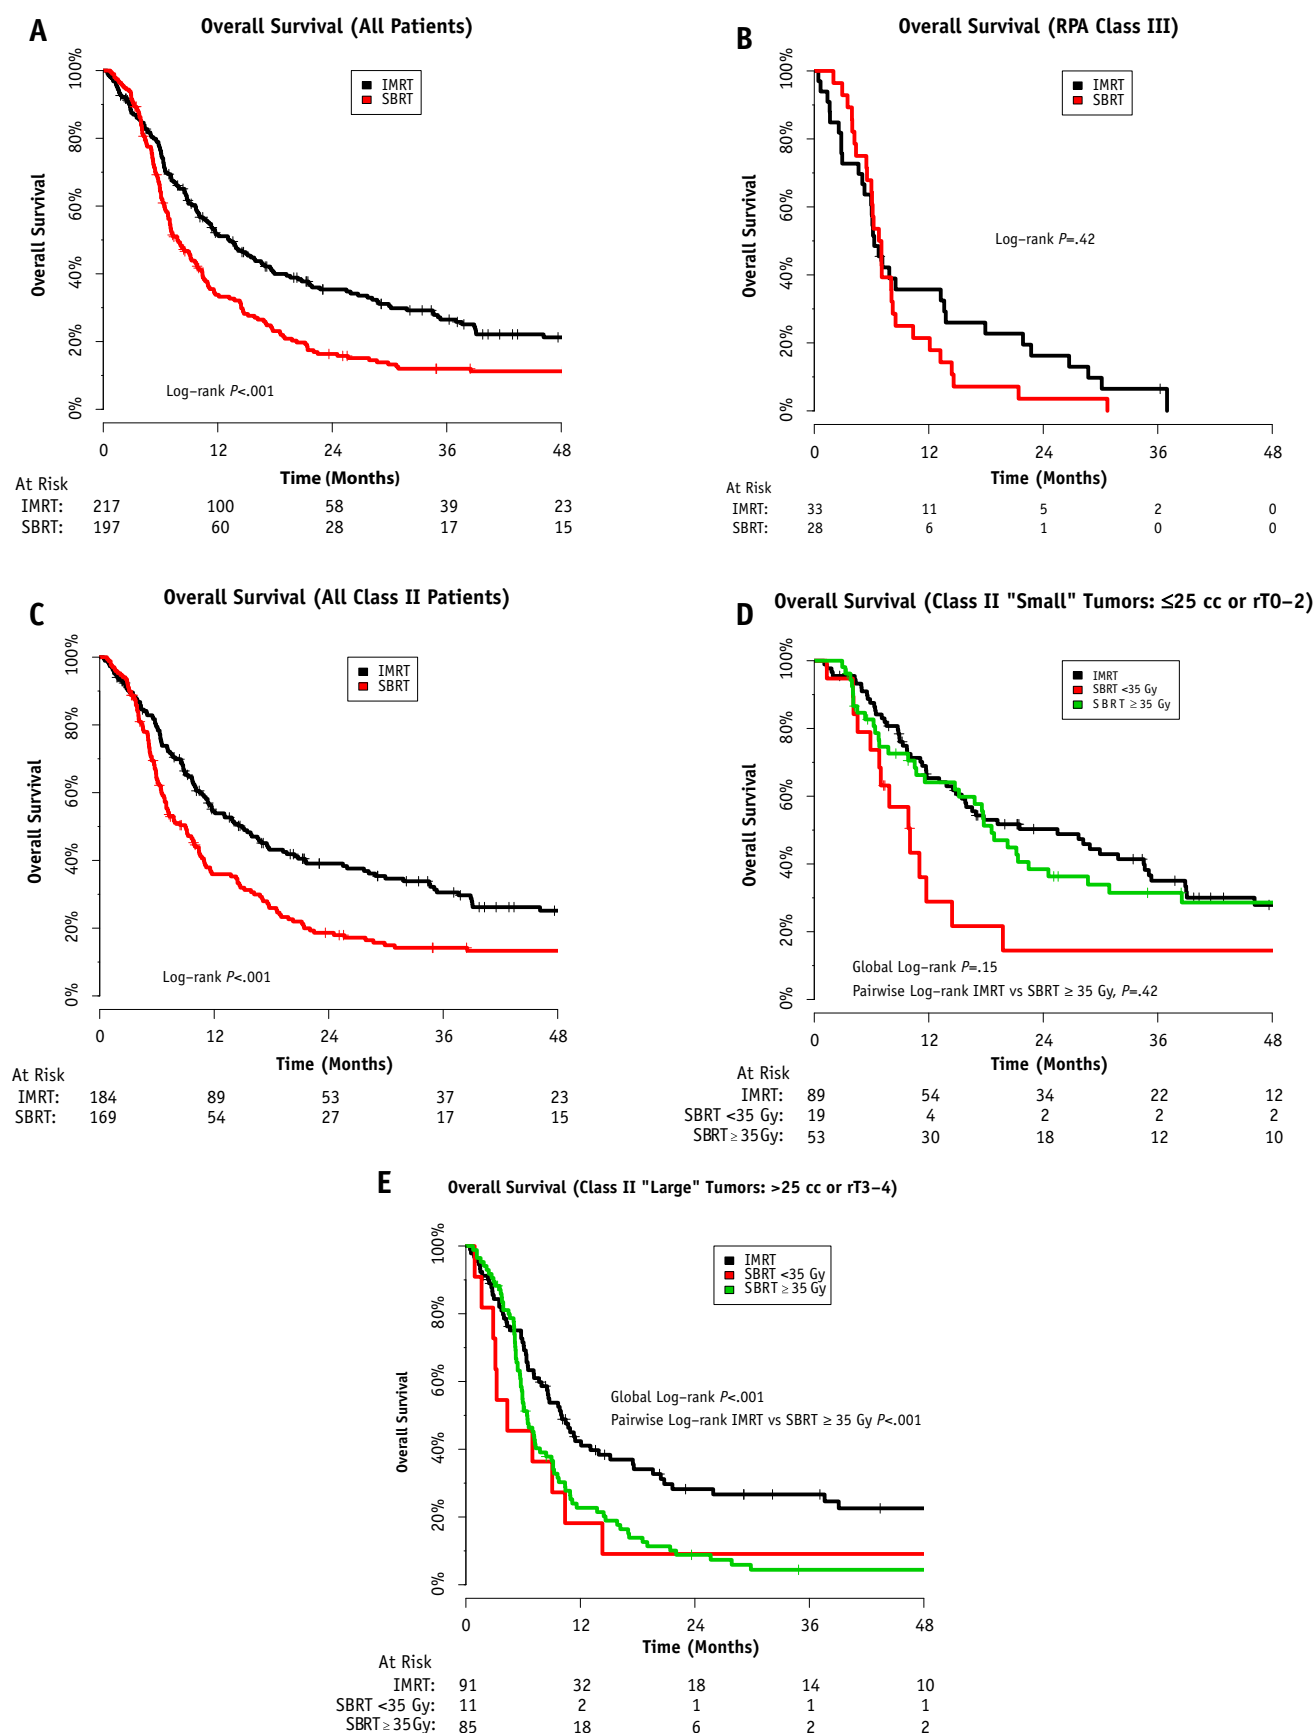 A
Overall Survival (All Patients)
100%
80%
60%
40%
20%
0%
Overall Survival
IMRT
SBRT
Log-rank P<.001
0 12 24 36 48
Time (Months)
At Risk
IMRT: 217 100 58 39 23
SBRT: 197 60 28 17 15
B
Overall Survival (RPA Class III)
100%
80%
60%
40%
20%
0%
Overall Survival
IMRT
SBRT
Log-rank P=.42
0 12 24 36 48
Time (Months)
At Risk
IMRT: 33 11 5 2 0
SBRT: 28 6 1 0 0
C
Overall Survival (All Class II Patients)
100%
80%
60%
40%
20%
0%
Overall Survival
IMRT
SBRT
Log-rank P<.001
0 12 24 36 48
Time (Months)
At Risk
IMRT: 184 89 53 37 23
SBRT: 169 54 27 17 15
D
Overall Survival (Class II "Small" Tumors: ≤25 cc or rT0-2)
100%
80%
60%
40%
20%
0%
Overall Survival
IMRT
SBRT <35 Gy
SBRT ≥ 35 Gy
Global Log-rank P=.15
Pairwise Log-rank IMRT vs SBRT ≥ 35 Gy, P=.42
0 12 24 36 48
Time (Months)
At Risk
IMRT: 89 54 34 22 12
SBRT <35 Gy: 19 4 2 2 2
SBRT ≥ 35Gy: 53 30 18 12 10
E
Overall Survival (Class II "Large" Tumors: >25 cc or rT3-4)
100%
80%
60%
40%
20%
0%
Overall Survival
IMRT
SBRT <35 Gy
SBRT ≥ 35 Gy
Global Log-rank P<.001
Pairwise Log-rank IMRT vs SBRT ≥ 35 Gy P<.001
0 12 24 36 48
Time (Months)
At Risk
IMRT: 91 32 18 14 10
SBRT <35 Gy: 11 2 1 1 1
SBRT ≥ 35Gy: 85 18 6 2 2